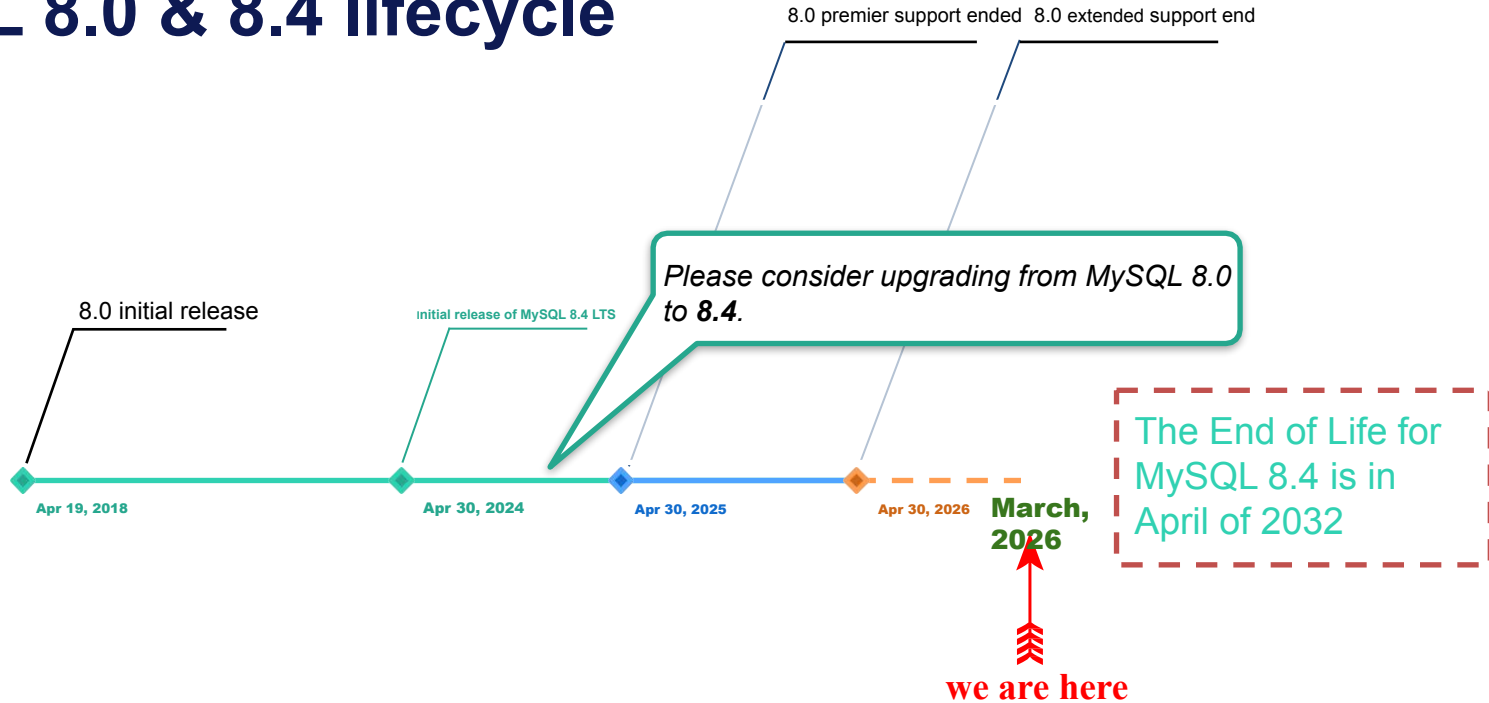 L 8.0 & 8.4 lifecycle
8.0 premier support ended
8.0 extended support end
8.0 initial release
Initial release of MySQL 8.4 LTS
Please consider upgrading from MySQL 8.0
to 8.4.
The End of Life for
MySQL 8.4 is in
April of 2032
Apr 19, 2018
Apr 30, 2024
Apr 30, 2025
Apr 30, 2026
March,
2026
we are here